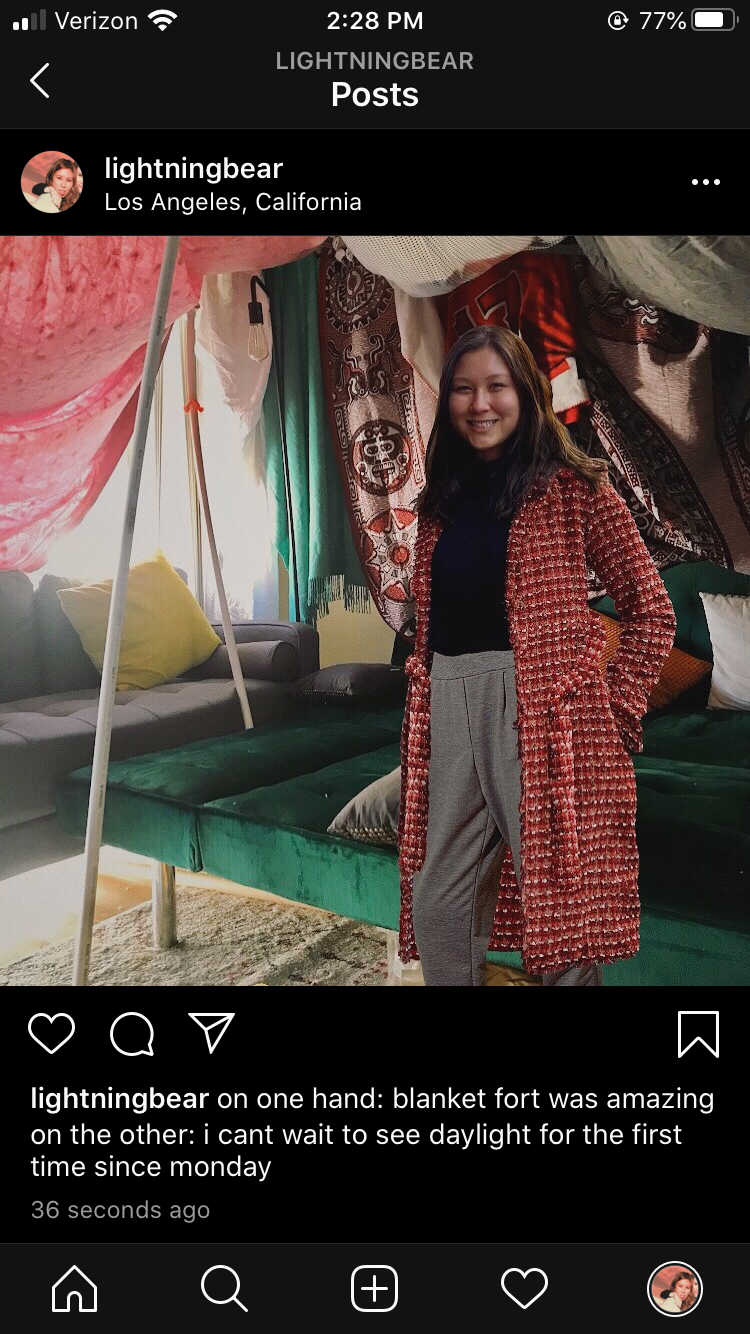 Verizon 2:28 PM 77%
LIGHTNINGBEAR
Posts
lightningbear
Los Angeles, California
lightningbear on one hand: blanket fort was amazing
on the other: i cant wait to see daylight for the first
time since monday
36 seconds ago